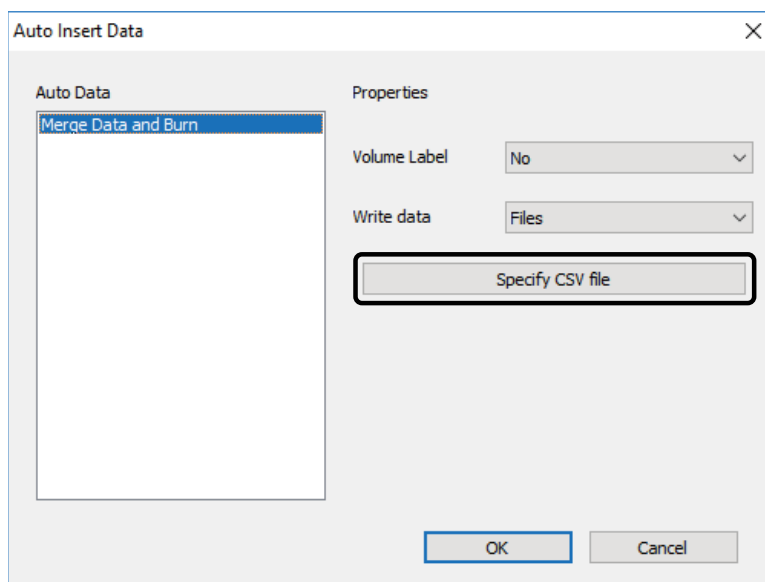 Auto Insert Data
Auto Data
Merge Data and Burn
Properties
Volume Label No
Write data Files
Specify CSV file
OK Cancel